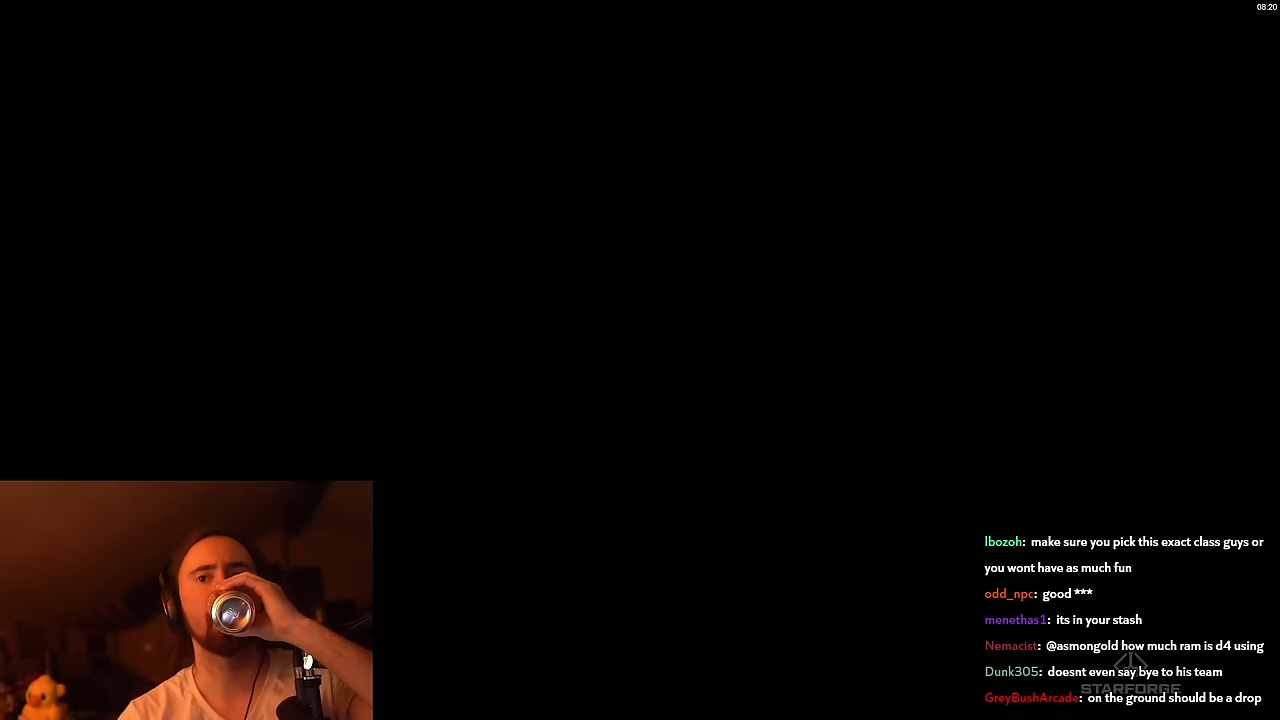 08:20
lbozoh: make sure you pick this exact class guys or
you wont have as much fun
odd_npc: good ***
menethas1: its in your stash
Nemacist: @asmongold how much ram is d4 using
Dunk305: doesnt even say bye to his team
STARFORGE
GreyBushArcade: on the ground should be a drop